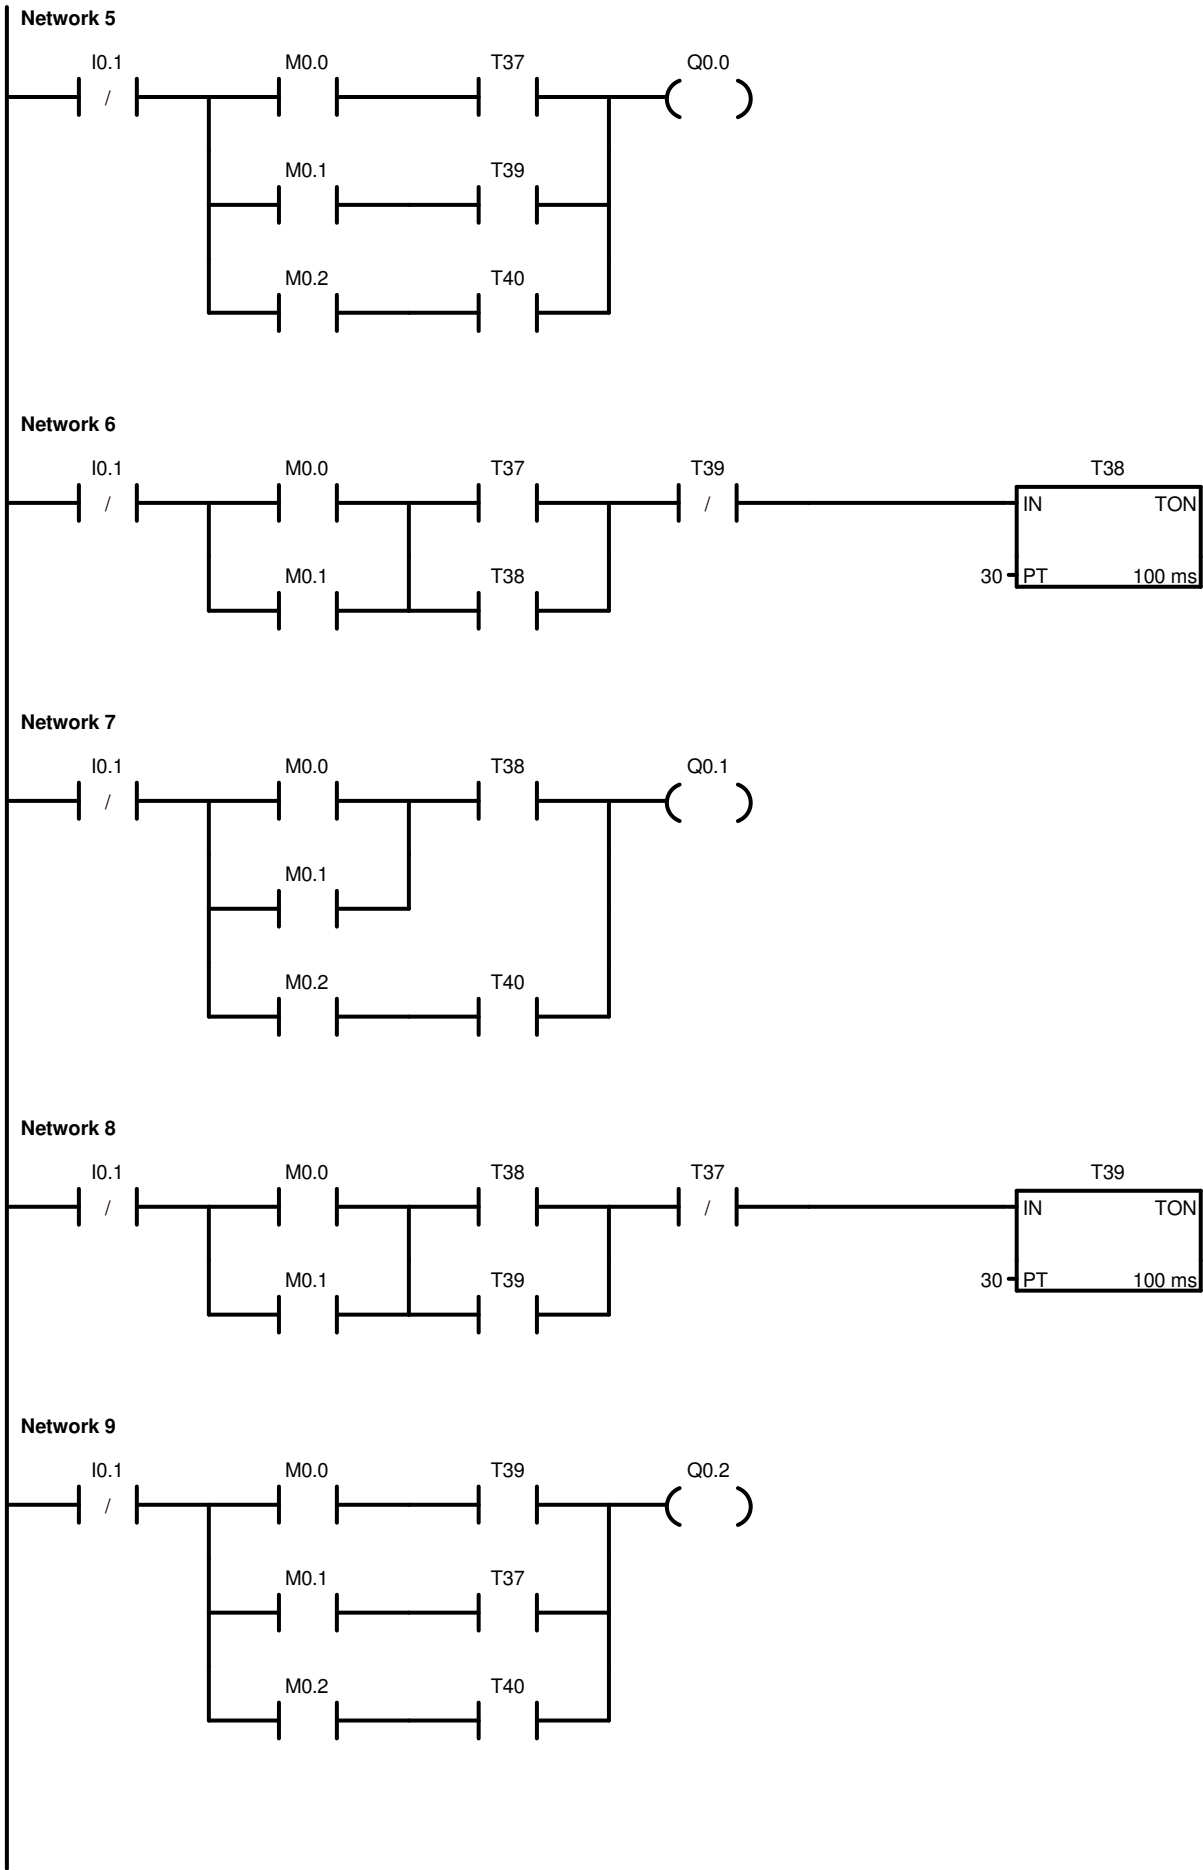 Network 5
I0.1 M0.0 T37 Q0.0
/
M0.1 T39
M0.2 T40
Network 6
I0.1 M0.0 T37 T39 T38
/ / IN TON
M0.1 T38 30 PT 100 ms
Network 7
I0.1 M0.0 T38 Q0.1
/
M0.1
M0.2 T40
Network 8
I0.1 M0.0 T38 T37 T39
/ / IN TON
M0.1 T39 30 PT 100 ms
Network 9
I0.1 M0.0 T39 Q0.2
/
M0.1 T37
M0.2 T40